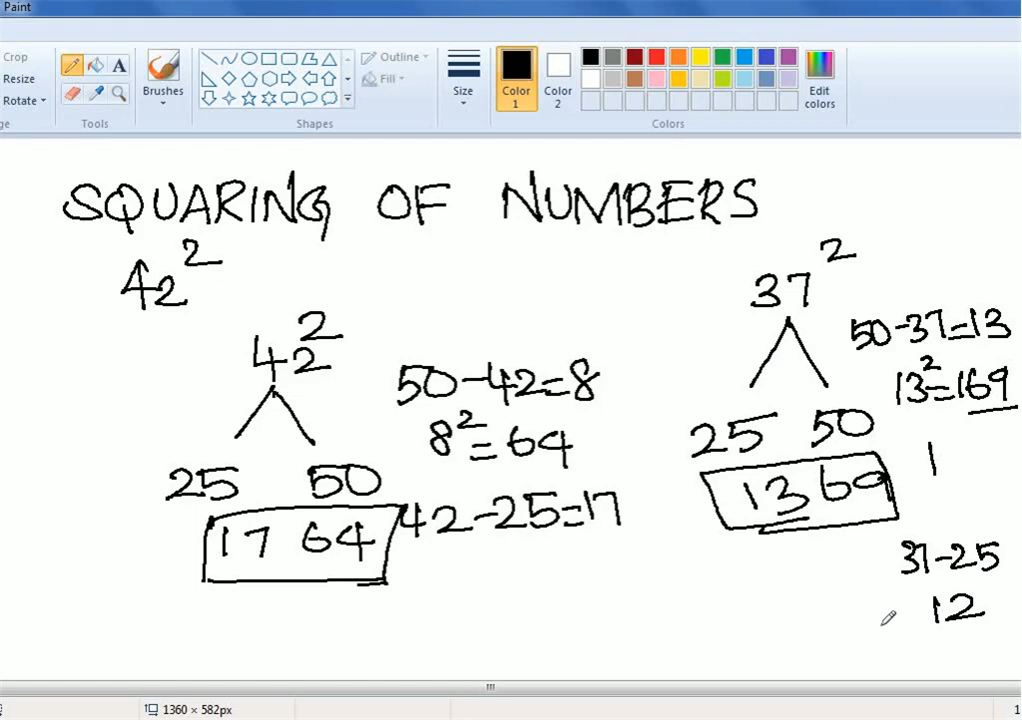 Paint
Crop
Resize
Rotate
A
Brushes
Outline
Fill
Size
Color 1
Color 2
Edit colors
Tools
Shapes
Colors
SQUARING OF NUMBERS
42²
42²
25 50
17 64
50-42=8
8²=64
42-25=17
37²
25 50
13 69
50-37=13
13²=169
1
37-25
12
1360 × 582px